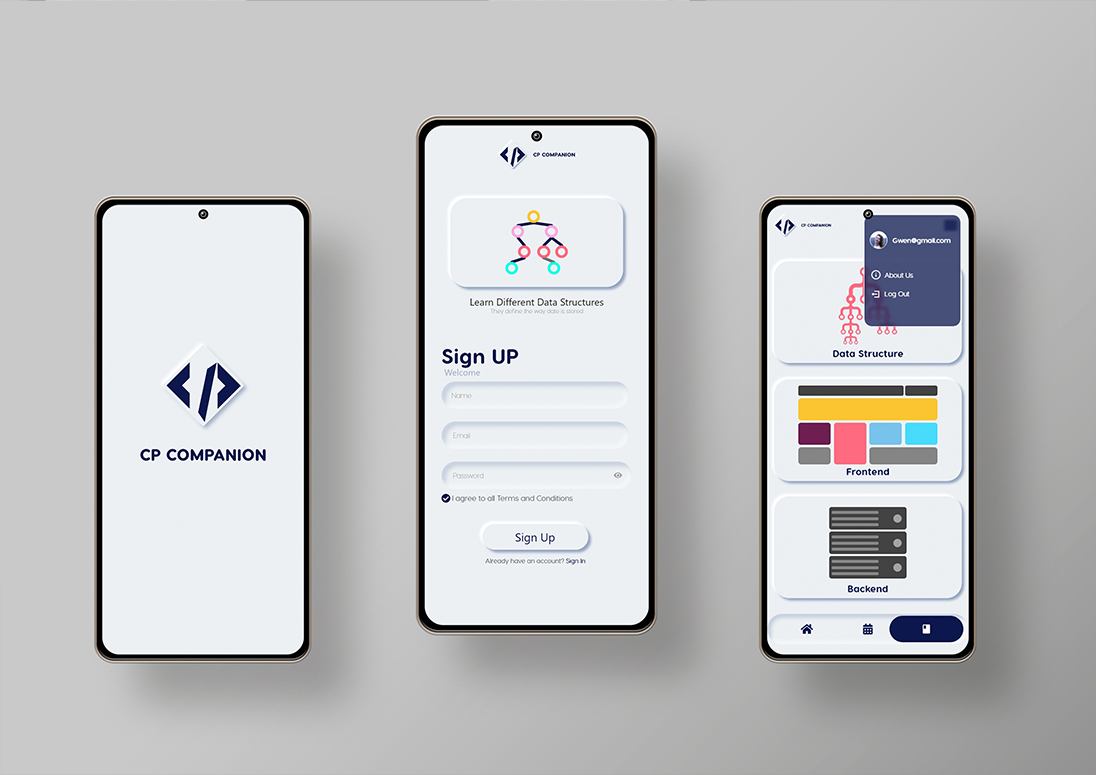 CP COMPANION
CP COMPANION
Learn Different Data Structures
They define the way date is stored
Sign UP
Welcome
Name
Email
Password
I agree to all Terms and Conditions
Sign Up
Already have an account? Sign In
CP COMPANION
Gwen@gmail.com
About Us
Log Out
Data Structure
Frontend
Backend